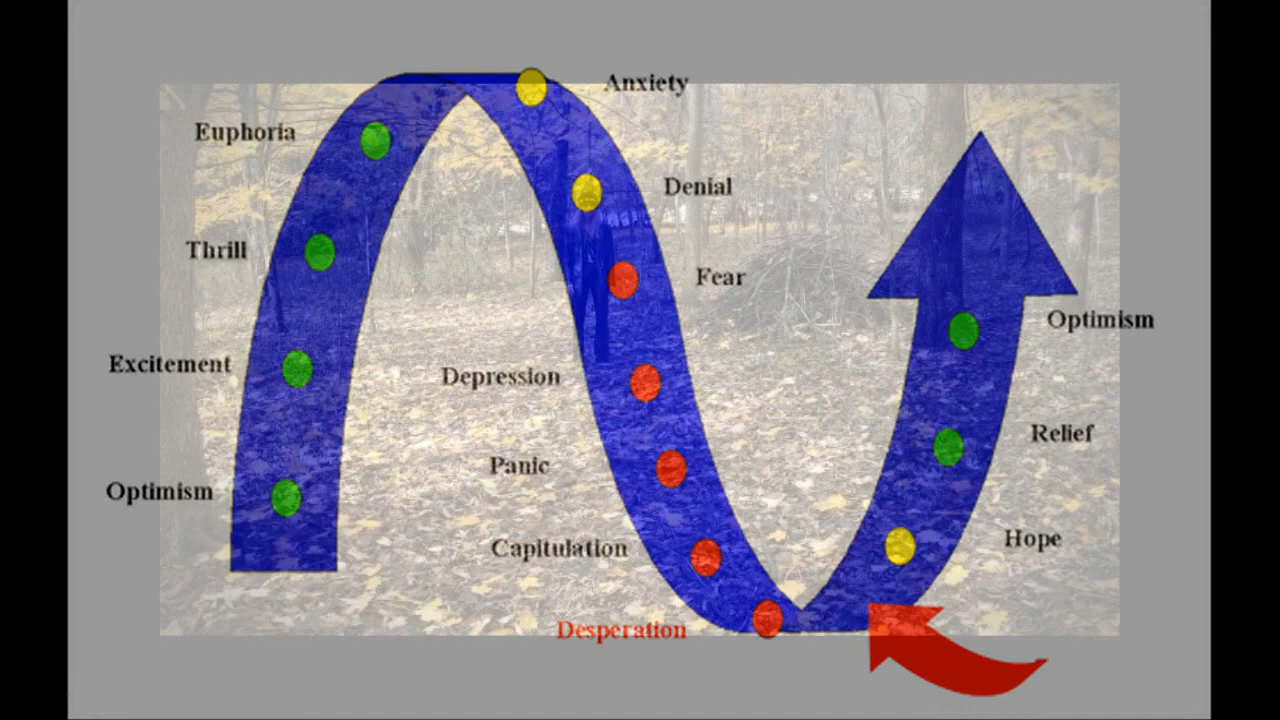 Anxiety
Euphoria
Denial
Thrill
Fear
Optimism
Excitement
Depression
Relief
Panic
Optimism
Hope
Capitulation
Desperation